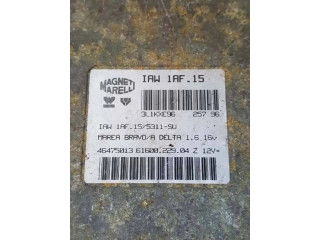 MAGNETI
MARELLI
IAW 1AF.15
3L1KXE96 257 96
IAW 1AF.15/5311-SU
MAREA BRAVO/A DELTA 1.6 16v
46475013 61600.229.04 Z 12V=